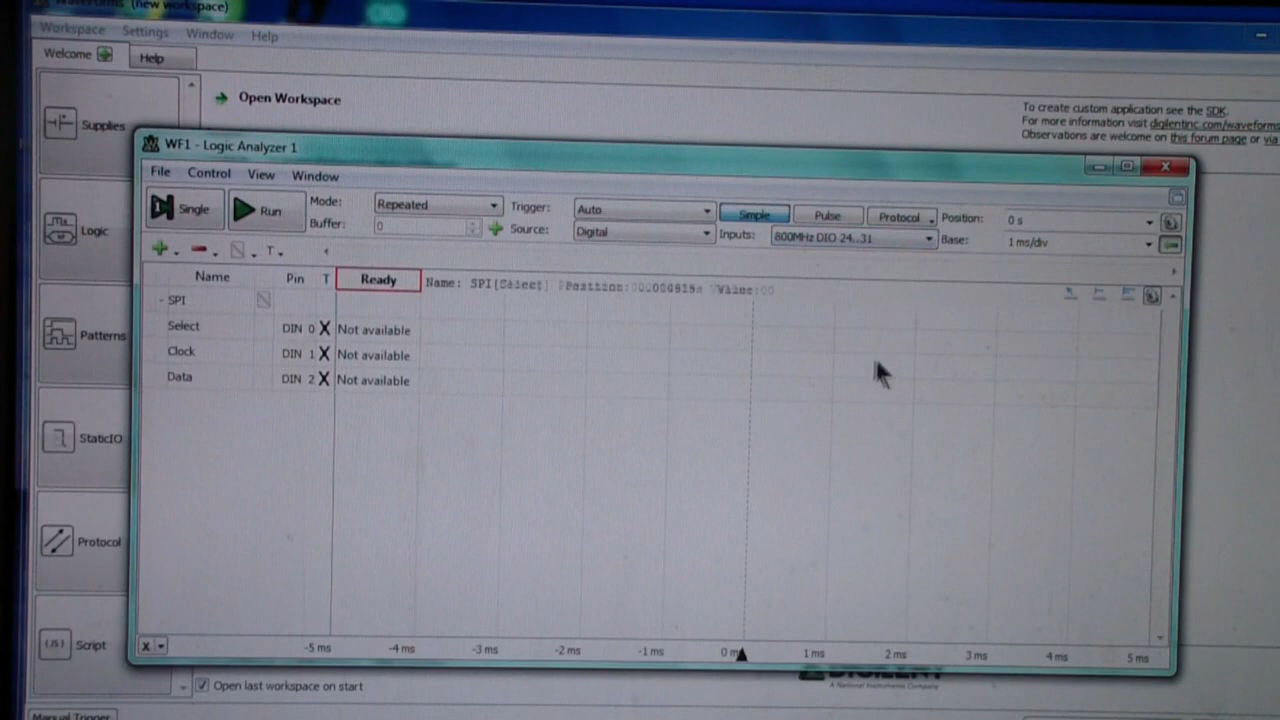 (new workspace)
Workspace Settings Window Help
Welcome Help
Open Workspace
To create custom application see the SDK.
For more information visit digilentinc.com/waveforms
Observations are welcome on this forum page or via
Supplies
Logic
Patterns
StaticIO
Protocol
{JS} Script
WF1 - Logic Analyzer 1
File Control View Window
Single Run Mode: Repeated Trigger: Auto Simple Pulse Protocol Position: 0 s
Buffer: 0 Source: Digital Inputs: 800MHz DIO 24..31 Base: 1 ms/div
T
Name Pin T Ready Name: SPI[Select]
- SPI
Select DIN 0 X Not available
Clock DIN 1 X Not available
Data DIN 2 X Not available
X -5 ms -4 ms -3 ms -2 ms -1 ms 0 ms 1 ms 2 ms 3 ms 4 ms 5 ms
DIGILENT
A National Instruments Company
Open last workspace on start
Manual Trigger